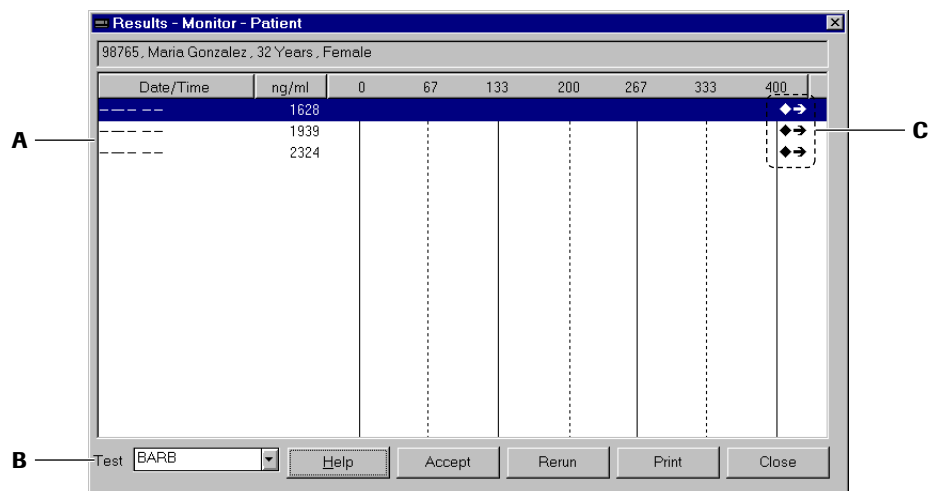 Results - Monitor - Patient
98765, Maria Gonzalez, 32 Years, Female
Date/Time ng/ml 0 67 133 200 267 333 400
1628
A 1939 C
2324
B Test BARB Help Accept Rerun Print Close